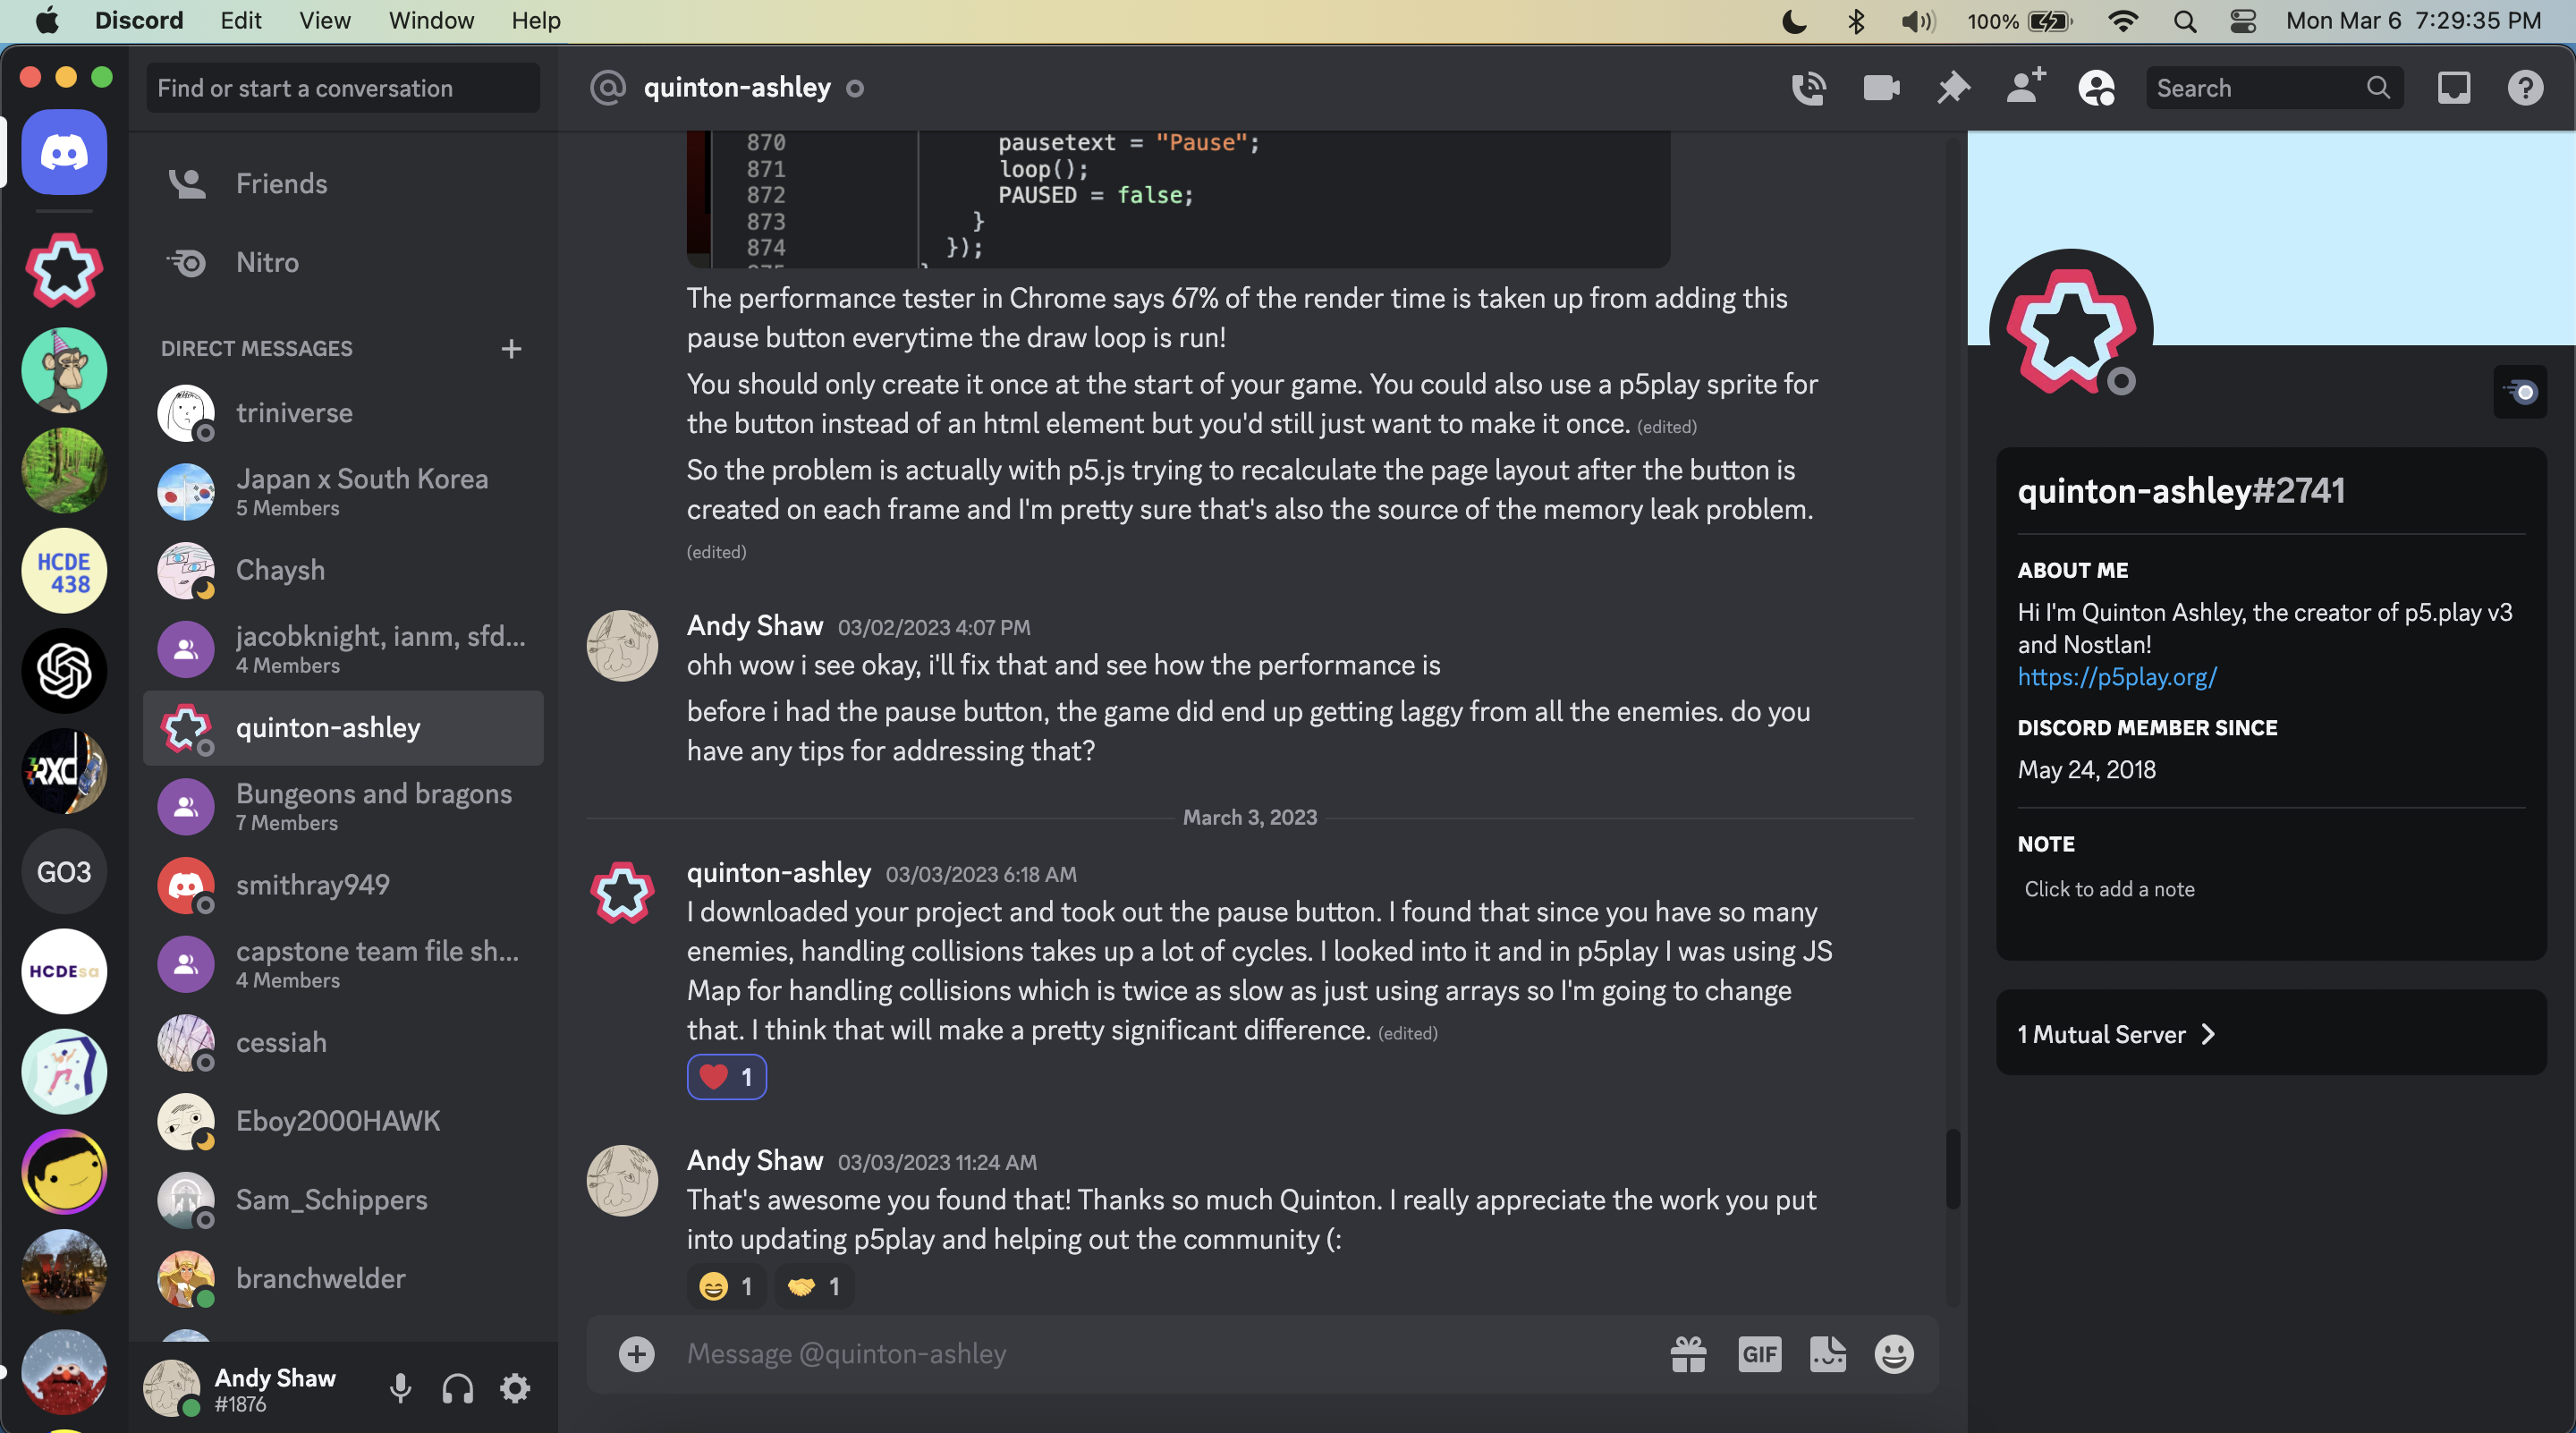 Discord Edit View Window Help 100% Mon Mar 6 7:29:35 PM
Find or start a conversation
Friends
Nitro
DIRECT MESSAGES
triniverse
Japan x South Korea
5 Members
Chaysh
jacobknight, ianm, sfd...
4 Members
quinton-ashley
Bungeons and bragons
7 Members
smithray949
capstone team file sh...
4 Members
cessiah
Eboy2000HAWK
Sam_Schippers
branchwelder
Andy Shaw
#1876
HCDE
438
RXD
GO3
HCDEsa
quinton-ashley
Search
870 pausetext = "Pause";
871 loop();
872 PAUSED = false;
873 }
874 });
The performance tester in Chrome says 67% of the render time is taken up from adding this
pause button everytime the draw loop is run!
You should only create it once at the start of your game. You could also use a p5play sprite for
the button instead of an html element but you'd still just want to make it once. (edited)
So the problem is actually with p5.js trying to recalculate the page layout after the button is
created on each frame and I'm pretty sure that's also the source of the memory leak problem.
(edited)
Andy Shaw 03/02/2023 4:07 PM
ohh wow i see okay, i'll fix that and see how the performance is
before i had the pause button, the game did end up getting laggy from all the enemies. do you
have any tips for addressing that?
March 3, 2023
quinton-ashley 03/03/2023 6:18 AM
I downloaded your project and took out the pause button. I found that since you have so many
enemies, handling collisions takes up a lot of cycles. I looked into it and in p5play I was using JS
Map for handling collisions which is twice as slow as just using arrays so I'm going to change
that. I think that will make a pretty significant difference. (edited)
1
Andy Shaw 03/03/2023 11:24 AM
That's awesome you found that! Thanks so much Quinton. I really appreciate the work you put
into updating p5play and helping out the community (:
1 1
Message @quinton-ashley
GIF
quinton-ashley#2741
ABOUT ME
Hi I'm Quinton Ashley, the creator of p5.play v3
and Nostlan!
https://p5play.org/
DISCORD MEMBER SINCE
May 24, 2018
NOTE
Click to add a note
1 Mutual Server